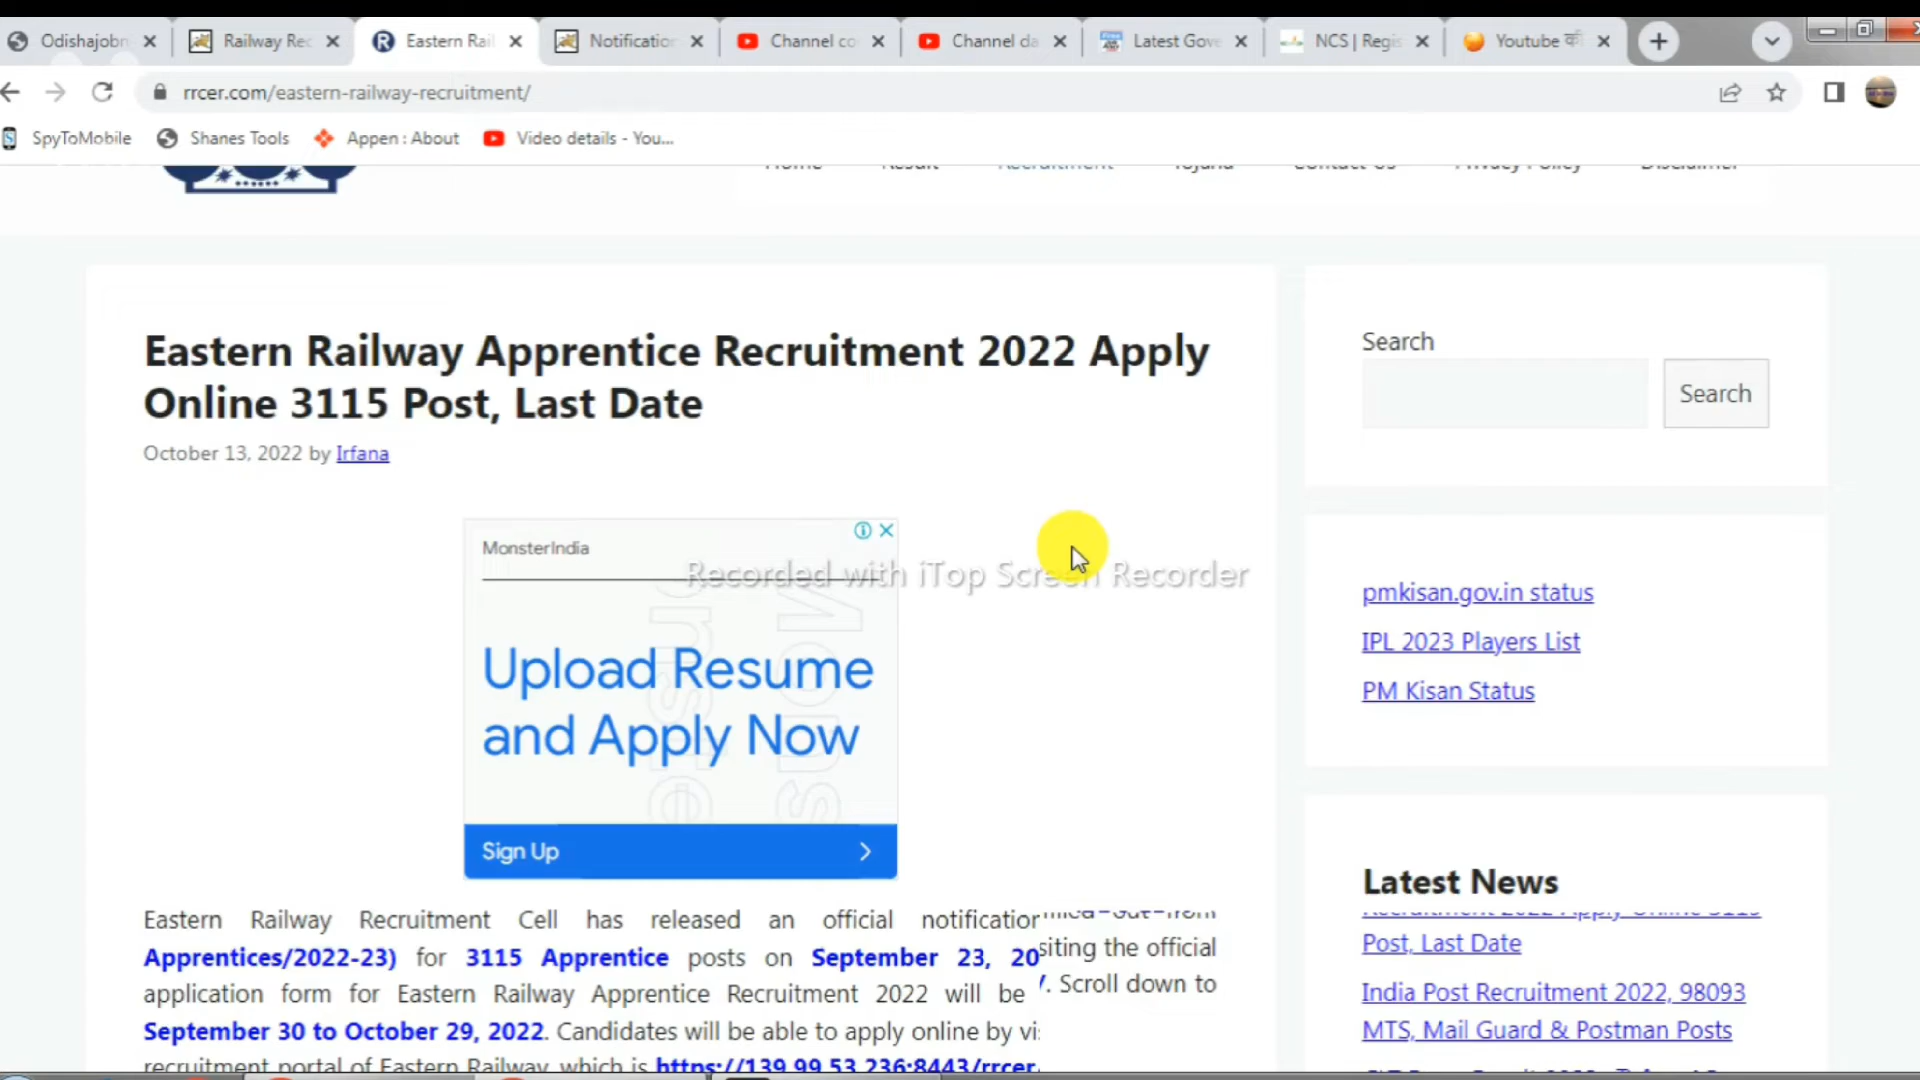 Odishajobn
Railway Rec
Eastern Rail
Notification
Channel co
Channel da
Latest Gove
NCS | Regis
Youtube की
rrcer.com/eastern-railway-recruitment/
SpyToMobile
Shanes Tools
Appen : About
Video details - You...
Home
Result
Recruitment
Yojana
Contact Us
Privacy Policy
Disclaimer
Eastern Railway Apprentice Recruitment 2022 Apply
Online 3115 Post, Last Date
October 13, 2022 by Irfana
MonsterIndia
Recorded with iTop Screen Recorder
Upload Resume
and Apply Now
Sign Up
Eastern Railway Recruitment Cell has released an official notification
Apprentices/2022-23) for 3115 Apprentice posts on September 23, 20 siting the official
application form for Eastern Railway Apprentice Recruitment 2022 will be . Scroll down to
September 30 to October 29, 2022. Candidates will be able to apply online by vi
recruitment portal of Eastern Railway, which is https://139.99.53.236:8443/rrcer
Search
Search
pmkisan.gov.in status
IPL 2023 Players List
PM Kisan Status
Latest News
Recruitment 2022 Apply Online 3115
Post, Last Date
India Post Recruitment 2022, 98093
MTS, Mail Guard & Postman Posts